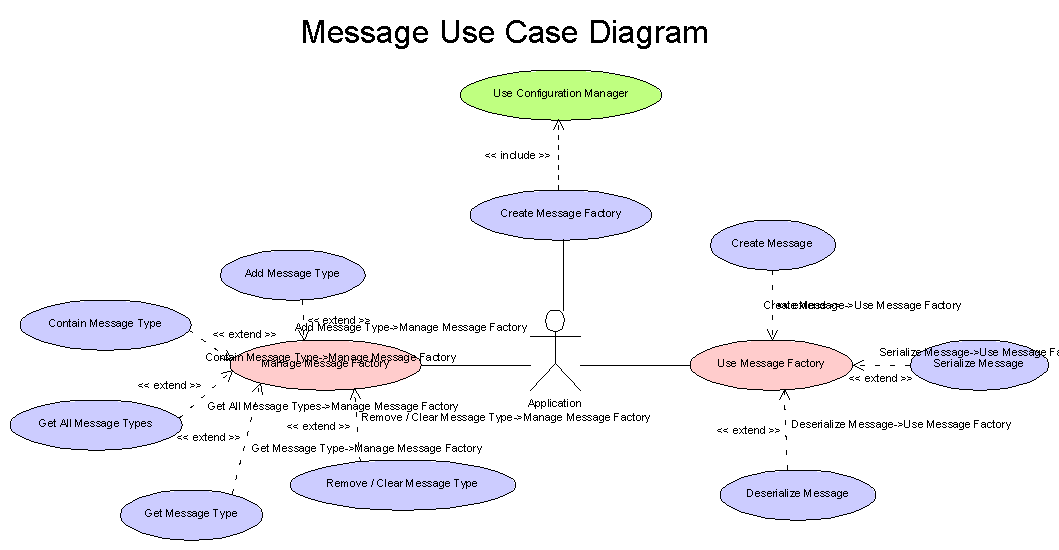 Message Use Case Diagram
Use Configuration Manager
<< include >>
Create Message Factory
Create Message
Add Message Type
<< extend >>
Create Message->Use Message Factory
Contain Message Type
<< extend >>
Add Message Type->Manage Message Factory
<< extend >>
Contain Message Type->Manage Message Factory
Manage Message Factory
Use Message Factory
Serialize Message->Use Message Fa
Serialize Message
<< extend >>
<< extend >>
Application
Get All Message Types->Manage Message Factory
Remove / Clear Message Type->Manage Message Factory
Get All Message Types
<< extend >>
<< extend >>
<< extend >>
Deserialize Message->Use Message Factory
Get Message Type->Manage Message Factory
Remove / Clear Message Type
Deserialize Message
Get Message Type